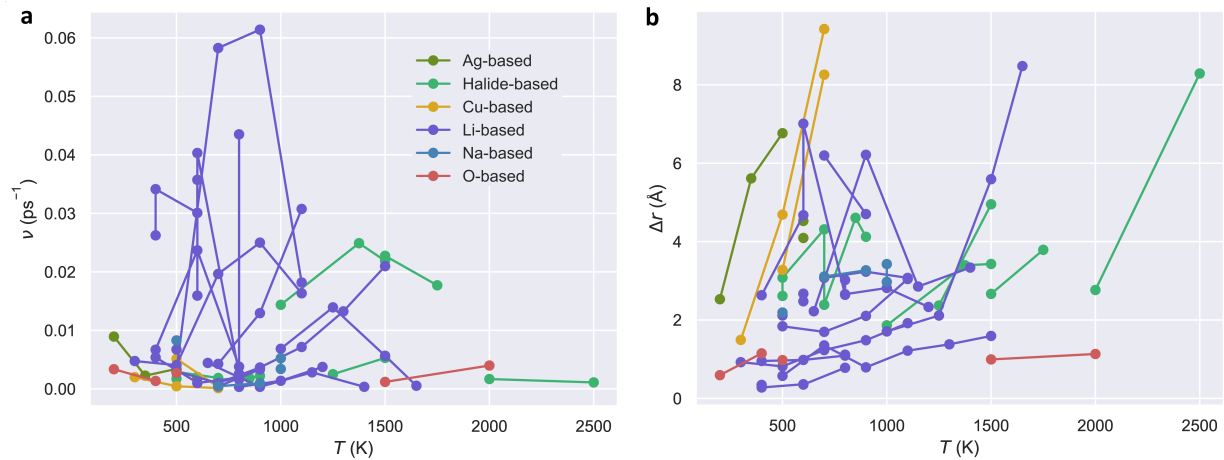 a
0.06
0.05
0.04
0.03
0.02
0.01
0.00
ν (ps⁻¹)
500 1000 1500 2000 2500
T (K)
Ag-based
Halide-based
Cu-based
Li-based
Na-based
O-based
b
8
6
4
2
0
Δr (Å)
500 1000 1500 2000 2500
T (K)